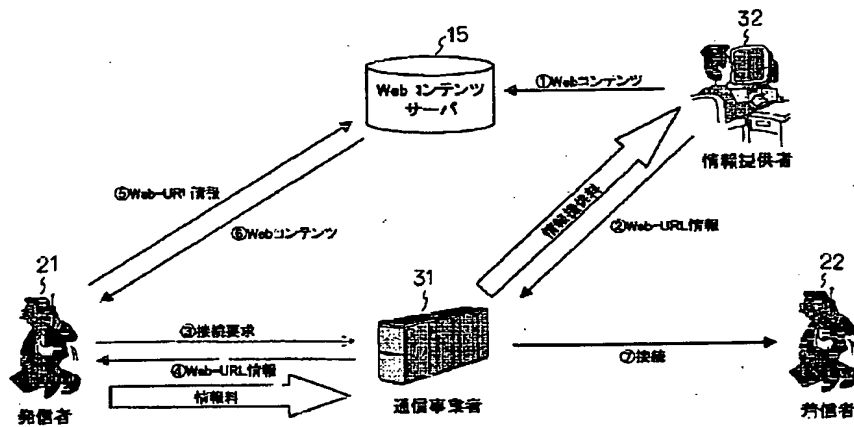 15
32
Web コンテンツ
サーバ
①Webコンテンツ
情報提供者
⑤Web-URL情報
⑥Webコンテンツ
情報提供料
②Web-URL情報
21
31
22
③接続要求
④Web-URL情報
情報料
⑦接続
発信者
通信事業者
着信者